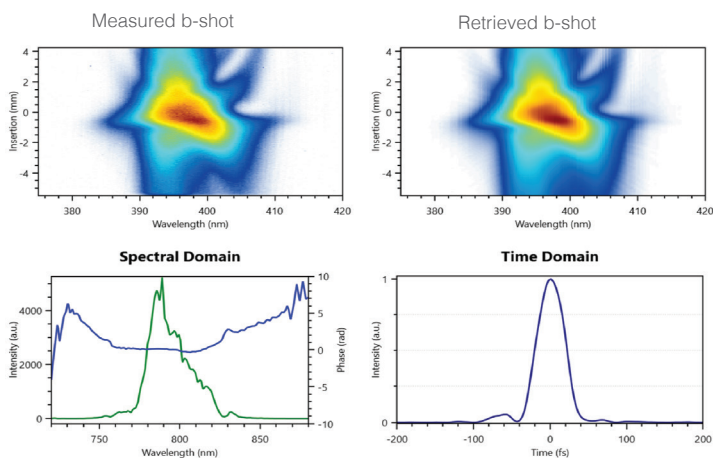 Measured b-shot
Retrieved b-shot
Insertion (mm)
4
2
0
-2
-4
380
390
400
410
420
Wavelength (nm)
Insertion (mm)
4
2
0
-2
-4
380
390
400
410
420
Wavelength (nm)
Spectral Domain
Intensity (a.u.)
4000
2000
0
750
800
850
Wavelength (nm)
10
5
0
-5
-10
Phase (rad)
Time Domain
Intensity (a.u.)
1
0
-200
-100
0
100
200
Time (fs)